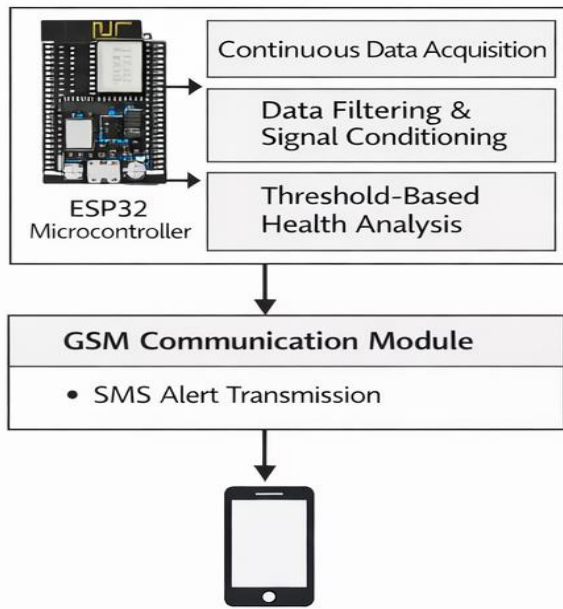 Continuous Data Acquisition
Data Filtering &
Signal Conditioning
Threshold-Based
Health Analysis
ESP32
Microcontroller
GSM Communication Module
• SMS Alert Transmission